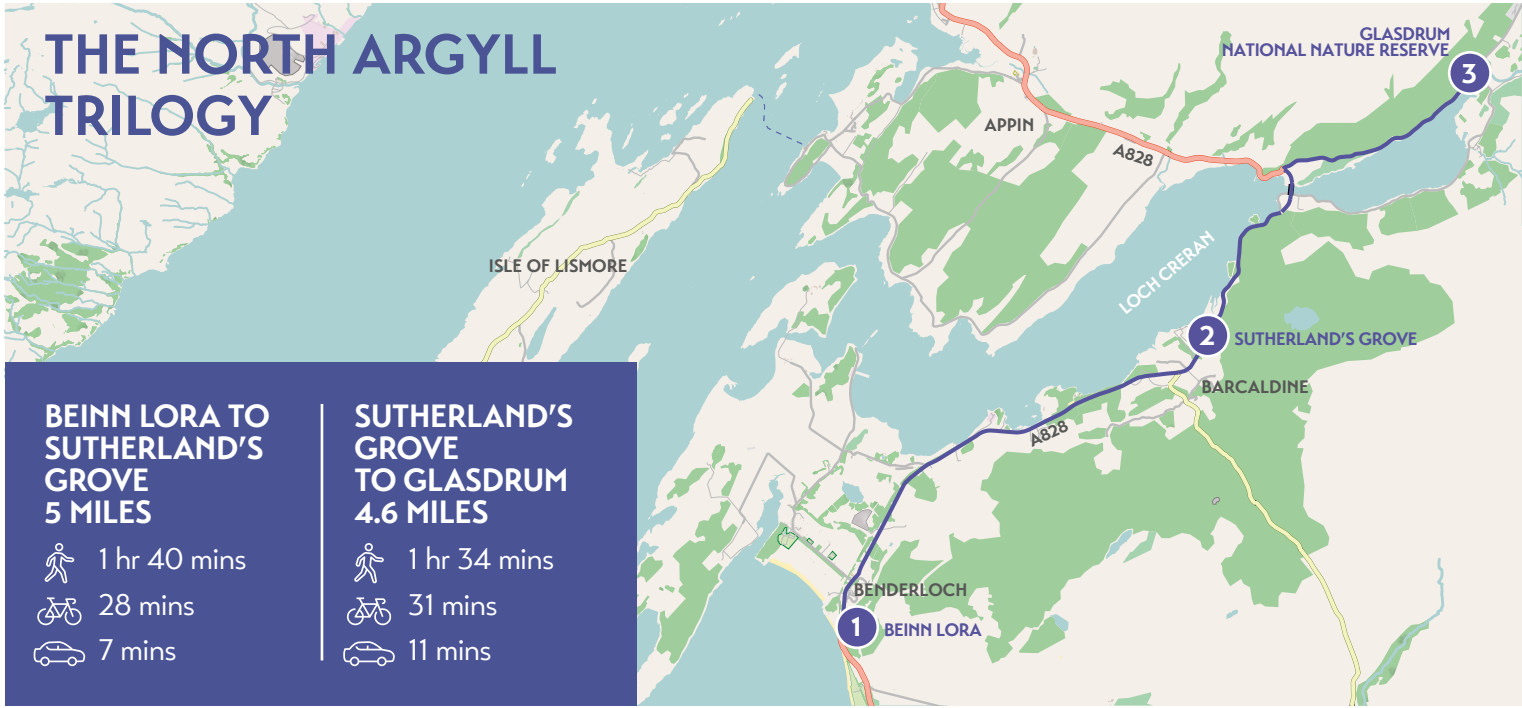 THE NORTH ARGYLL
TRILOGY
GLASDRUM
NATIONAL NATURE RESERVE
3
APPIN
A828
ISLE OF LISMORE
LOCH CRERAN
2
SUTHERLAND'S GROVE
BARCALDINE
A828
BENDERLOCH
1
BEINN LORA
BEINN LORA TO
SUTHERLAND'S
GROVE
5 MILES
1 hr 40 mins
28 mins
7 mins
SUTHERLAND'S
GROVE
TO GLASDRUM
4.6 MILES
1 hr 34 mins
31 mins
11 mins